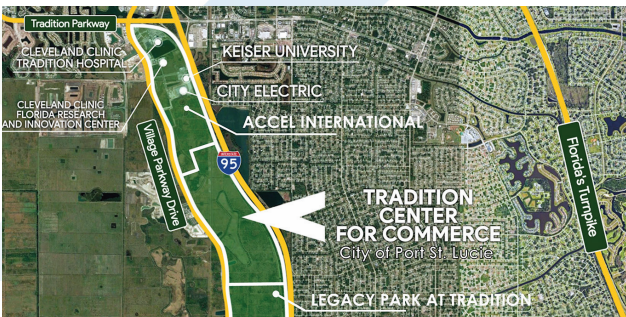 Tradition Parkway
CLEVELAND CLINIC
TRADITION HOSPITAL
KEISER UNIVERSITY
CITY ELECTRIC
CLEVELAND CLINIC
FLORIDA RESEARCH
AND INNOVATION CENTER
ACCEL INTERNATIONAL
Village Parkway Drive
95
Florida's Turnpike
TRADITION
CENTER
FOR COMMERCE
City of Port St. Lucie
LEGACY PARK AT TRADITION